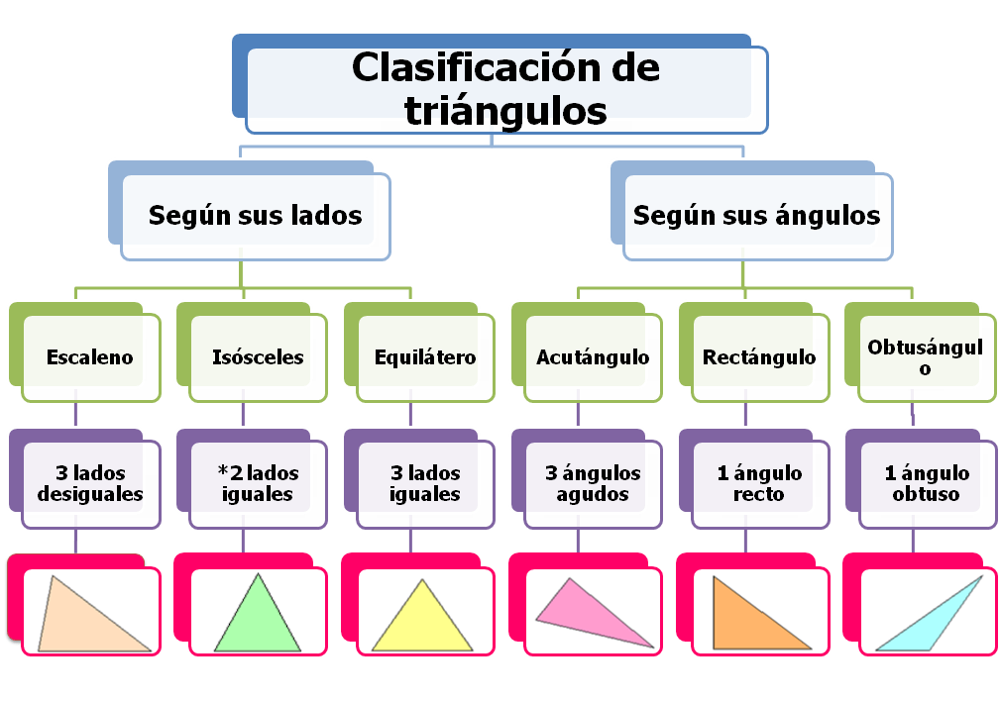 Clasificación de
triángulos
Según sus lados
Según sus ángulos
Escaleno
Isósceles
Equilátero
Acutángulo
Rectángulo
Obtusángul
o
3 lados
desiguales
*2 lados
iguales
3 lados
iguales
3 ángulos
agudos
1 ángulo
recto
1 ángulo
obtuso